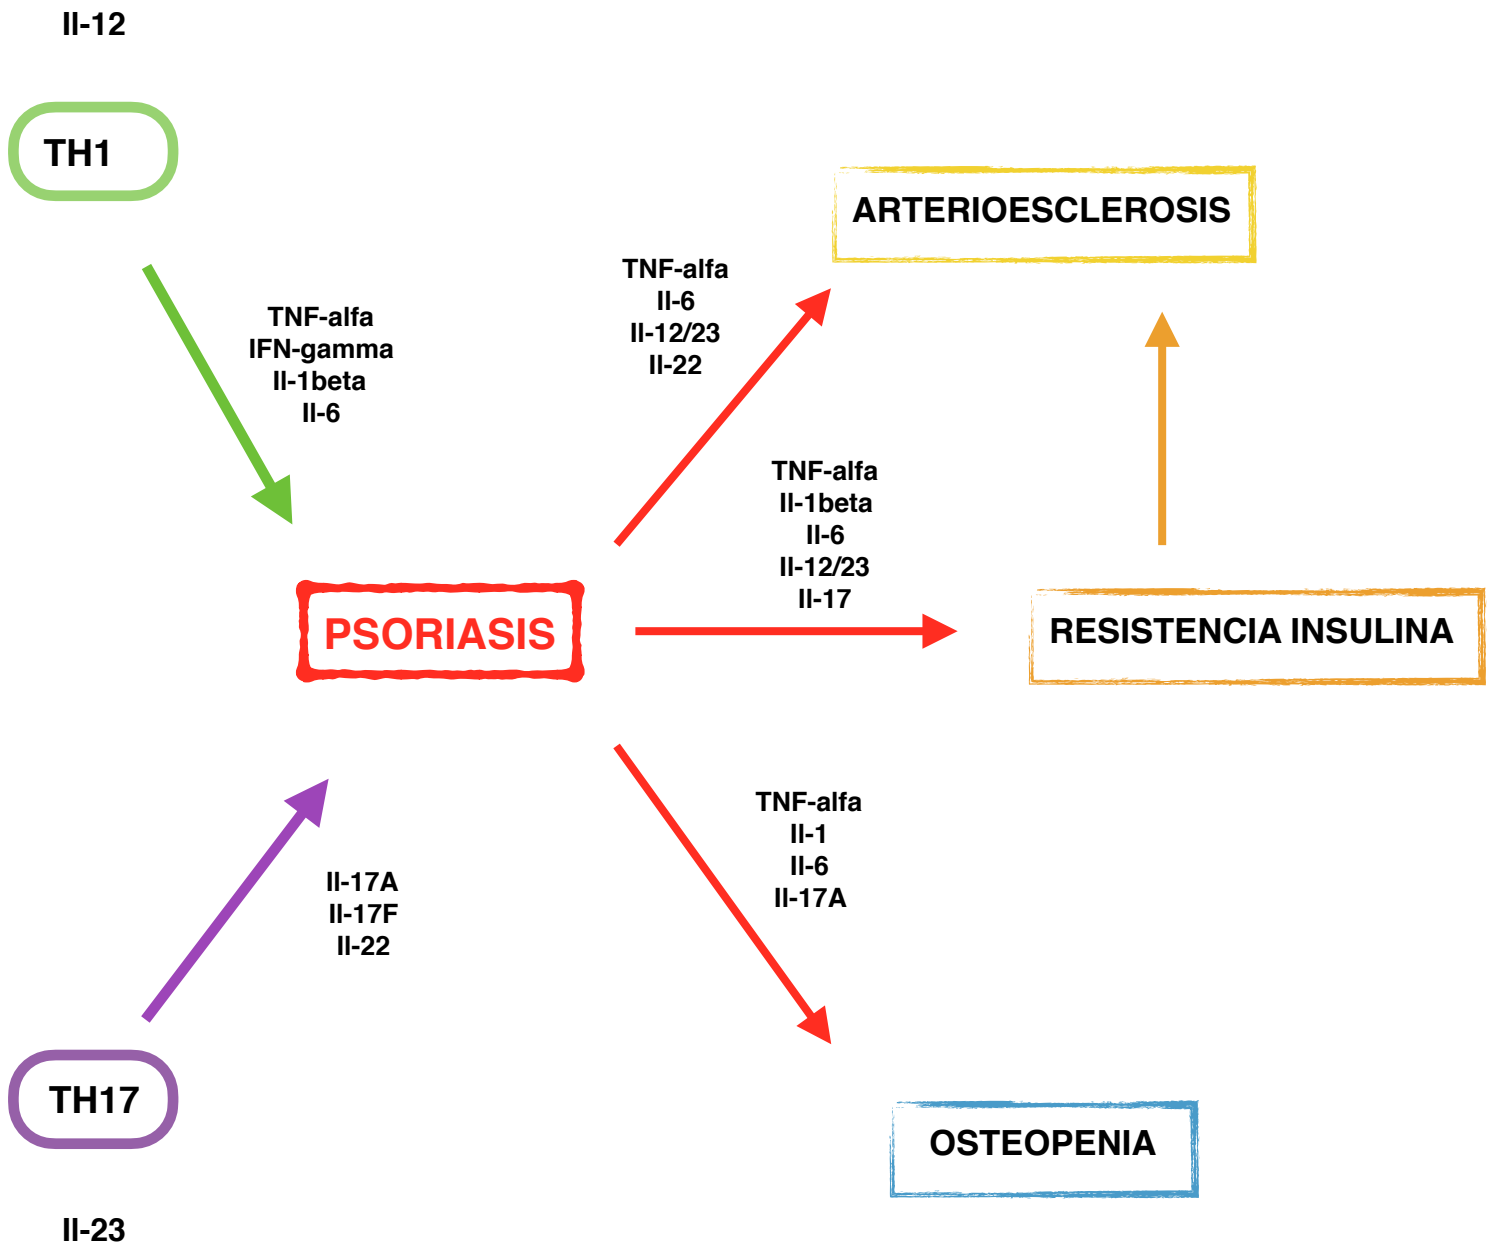 Il-12
TH1
ARTERIOESCLEROSIS
TNF-alfa
Il-6
Il-12/23
Il-22
TNF-alfa
IFN-gamma
Il-1beta
Il-6
TNF-alfa
Il-1beta
Il-6
Il-12/23
Il-17
PSORIASIS
RESISTENCIA INSULINA
TNF-alfa
Il-1
Il-6
Il-17A
Il-17A
Il-17F
Il-22
TH17
OSTEOPENIA
Il-23